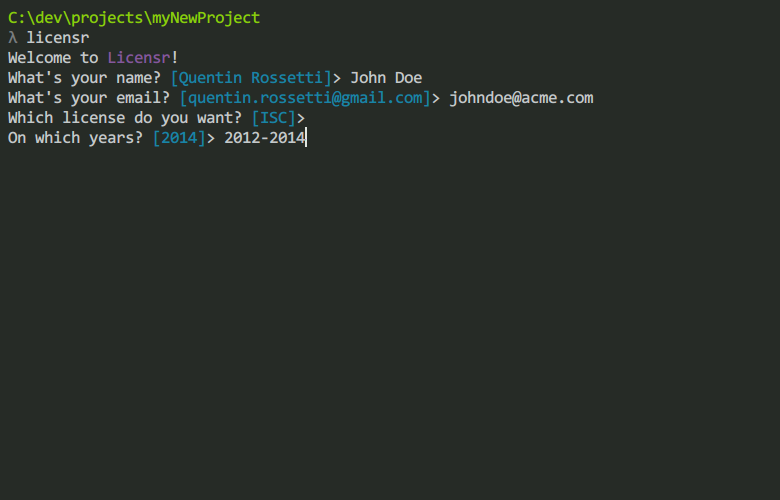 C:\dev\projects\myNewProject
λ licensr
Welcome to Licensr!
What's your name? [Quentin Rossetti]> John Doe
What's your email? [quentin.rossetti@gmail.com]> johndoe@acme.com
Which license do you want? [ISC]>
On which years? [2014]> 2012-2014